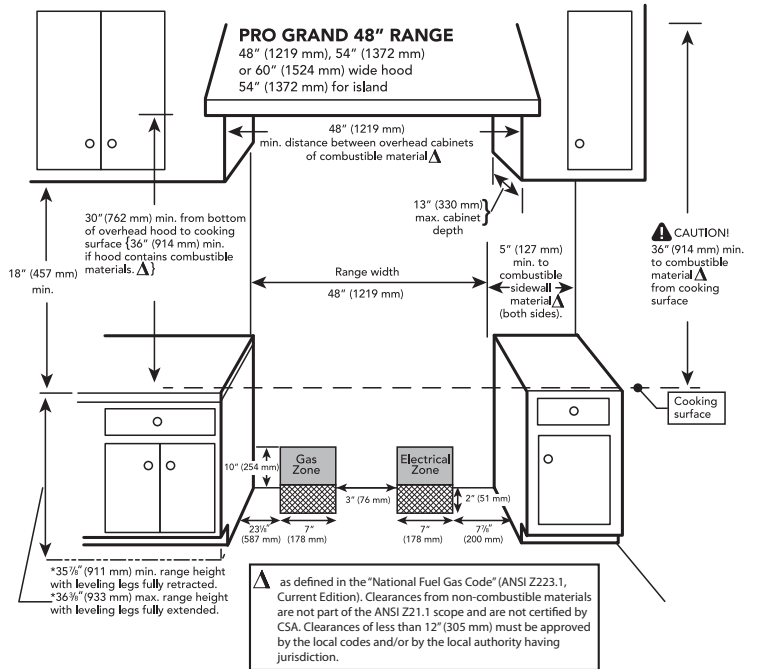 PRO GRAND 48” RANGE
48” (1219 mm), 54” (1372 mm)
or 60” (1524 mm) wide hood
54” (1372 mm) for island
48” (1219 mm)
min. distance between overhead cabinets
of combustible material Δ
30” (762 mm) min. from bottom
of overhead hood to cooking
surface {36” (914 mm) min.
if hood contains combustible
materials. Δ }
13” (330 mm)
max. cabinet
depth
18” (457 mm)
min.
Range width
48” (1219 mm)
5” (127 mm)
min. to
combustible
sidewall
material Δ
(both sides).
CAUTION!
36” (914 mm) min.
to combustible
material Δ
from cooking
surface
Cooking
surface
Gas
Zone
Electrical
Zone
10” (254 mm)
3” (76 mm)
2” (51 mm)
23⅛”
(587 mm)
7”
(178 mm)
7”
(178 mm)
7⅞”
(200 mm)
*35⅞” (911 mm) min. range height
with leveling legs fully retracted.
*36¾” (933 mm) max. range height
with leveling legs fully extended.
Δ as defined in the “National Fuel Gas Code” (ANSI Z223.1,
Current Edition). Clearances from non-combustible materials
are not part of the ANSI Z21.1 scope and are not certified by
CSA. Clearances of less than 12” (305 mm) must be approved
by the local codes and/or by the local authority having
jurisdiction.